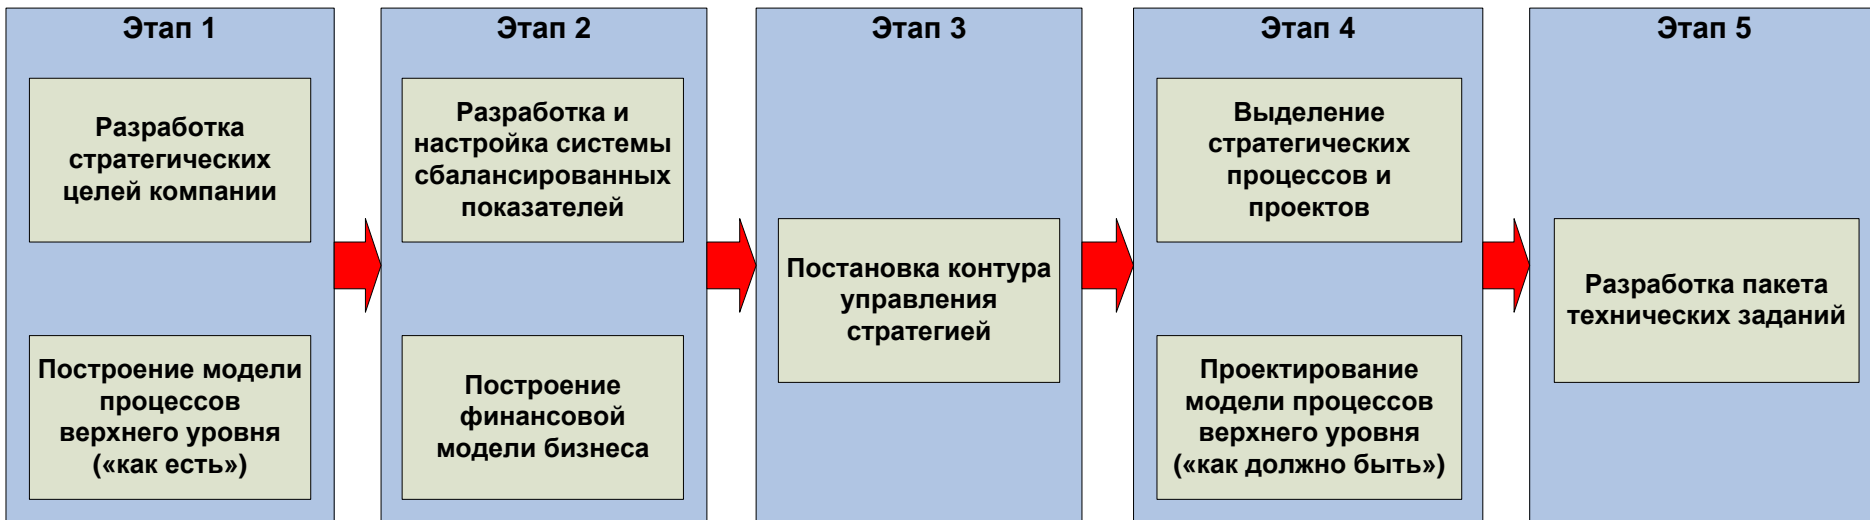 Этап 1
Разработка
стратегических
целей компании
Построение модели
процессов
верхнего уровня
(«как есть»)
Этап 2
Разработка и
настройка системы
сбалансированных
показателей
Построение
финансовой
модели бизнеса
Этап 3
Постановка контура
управления
стратегией
Этап 4
Выделение
стратегических
процессов и
проектов
Проектирование
модели процессов
верхнего уровня
(«как должно быть»)
Этап 5
Разработка пакета
технических заданий